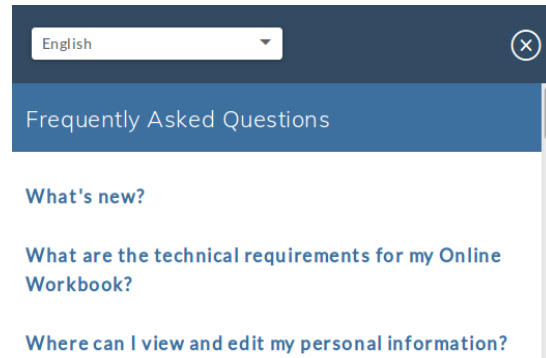 English
Frequently Asked Questions
What's new?
What are the technical requirements for my Online
Workbook?
Where can I view and edit my personal information?